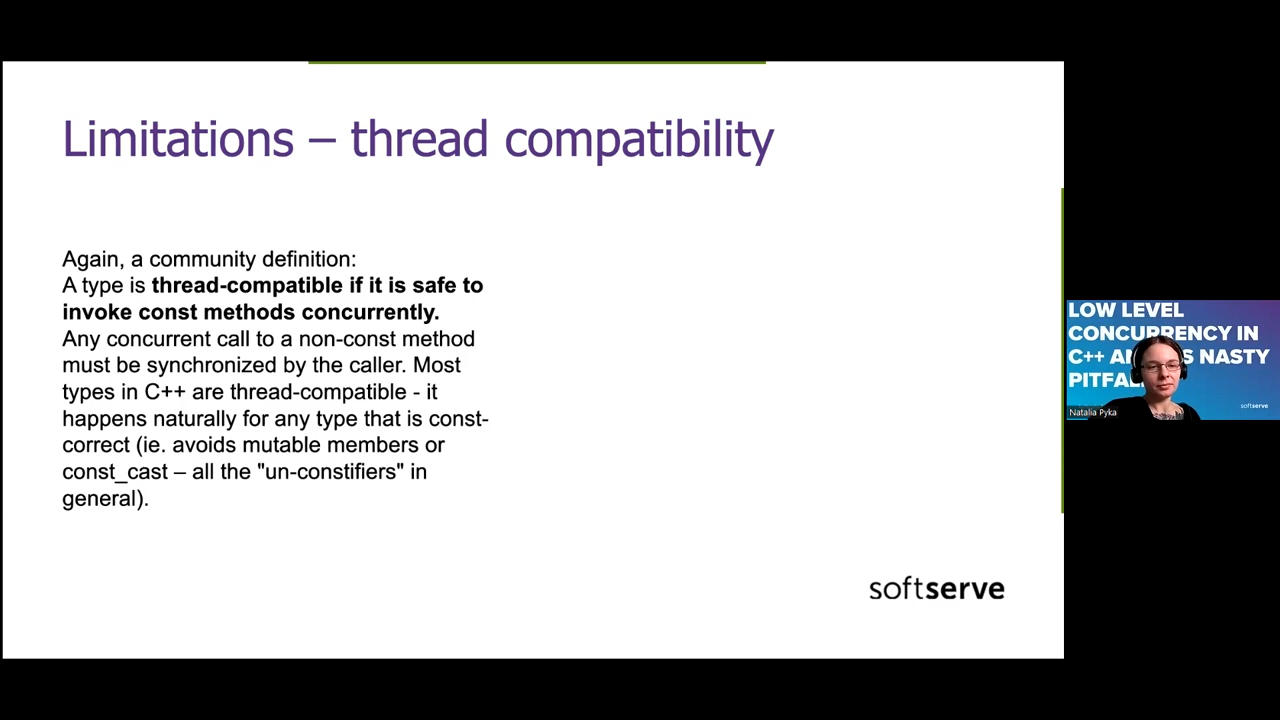 Limitations – thread compatibility
Again, a community definition:
A type is thread-compatible if it is safe to
invoke const methods concurrently.
Any concurrent call to a non-const method
must be synchronized by the caller. Most
types in C++ are thread-compatible - it
happens naturally for any type that is const-
correct (ie. avoids mutable members or
const_cast – all the "un-constifiers" in
general).
softserve
LOW LEVEL
CONCURRENCY IN
C++ NASTY
softserve
Natalia Pyka